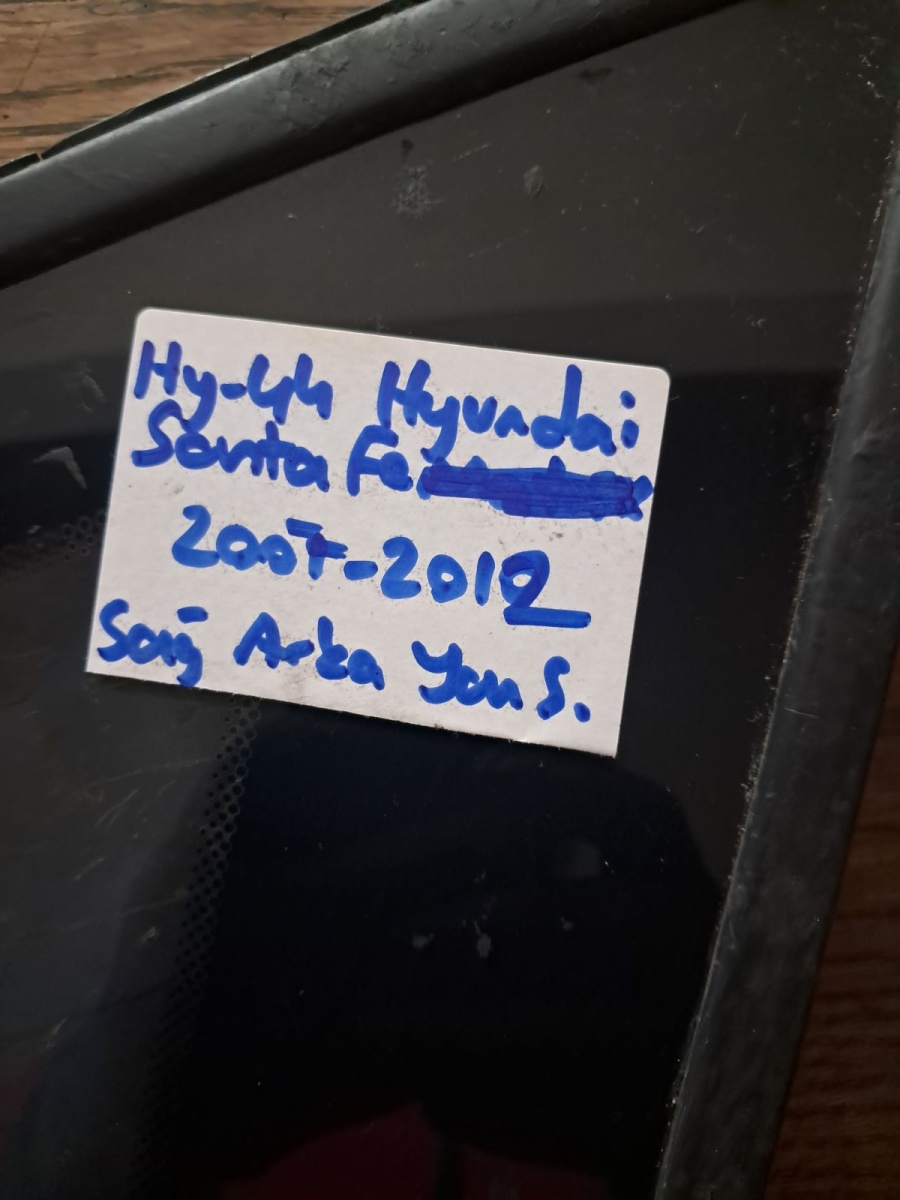 Hy-44 Hyundai
Santa Fe
2007-2012
Sağ Arka Yan S.